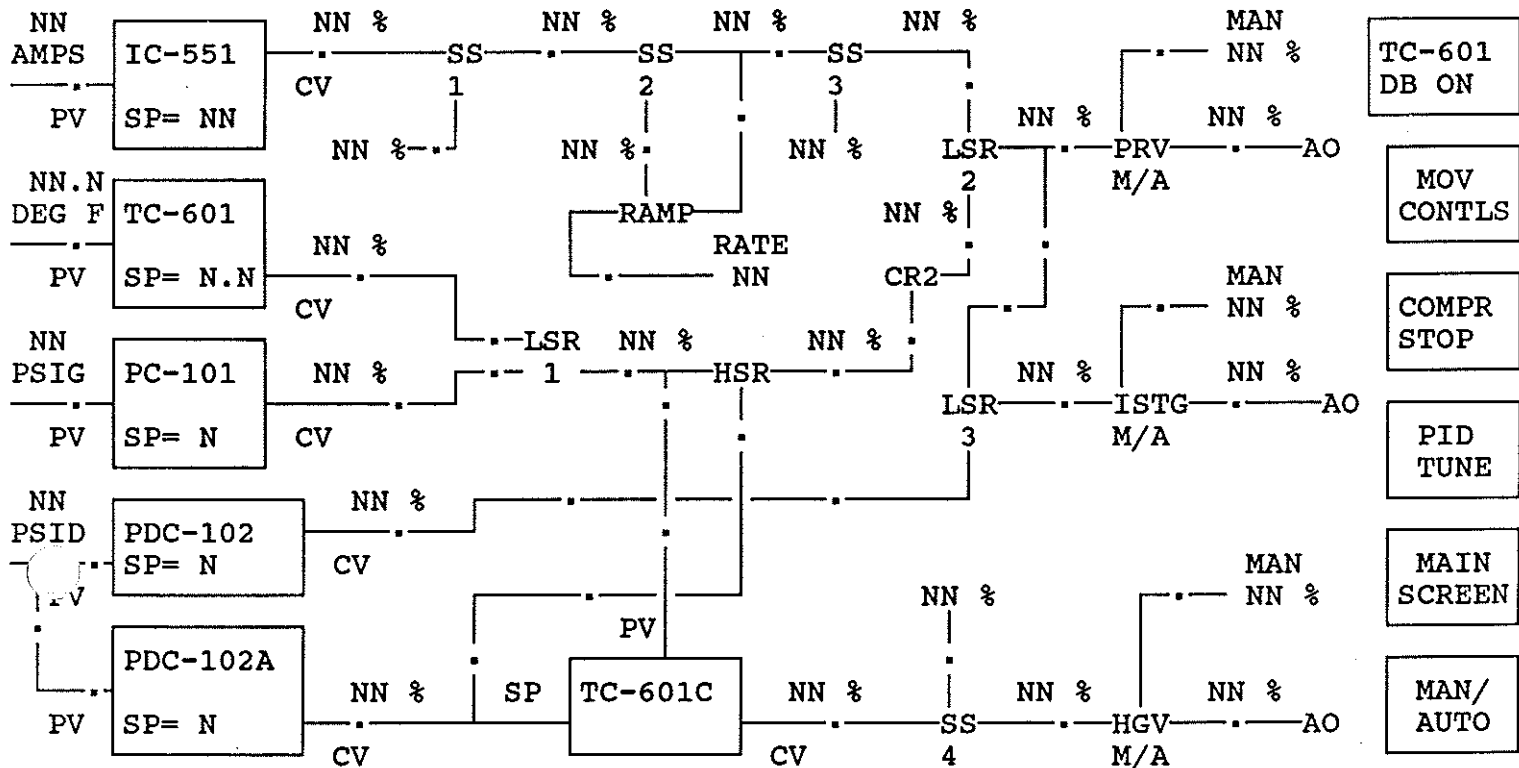 NN NN % NN % NN % NN % MAN
AMPS IC-551 SS SS SS NN % TC-601
CV 1 2 3 DB ON
PV SP= NN NN % NN %
NN % NN % NN % LSR PRV AO
2 M/A MOV
NN.N CONTLS
DEG F TC-601 RAMP NN %
NN % RATE
PV SP= N.N NN CR2 MAN
CV NN % COMPR
NN LSR NN % NN % STOP
PSIG PC-101 NN % 1 HSR NN % NN %
LSR ISTG AO
PV SP= N CV 3 M/A PID
TUNE
NN NN %
PSID PDC-102
SP= N CV MAN MAIN
PV NN % NN % SCREEN
PV
PDC-102A
NN % SP TC-601C NN % NN % NN % MAN/
PV SP= N SS HGV AO AUTO
CV CV 4 M/A